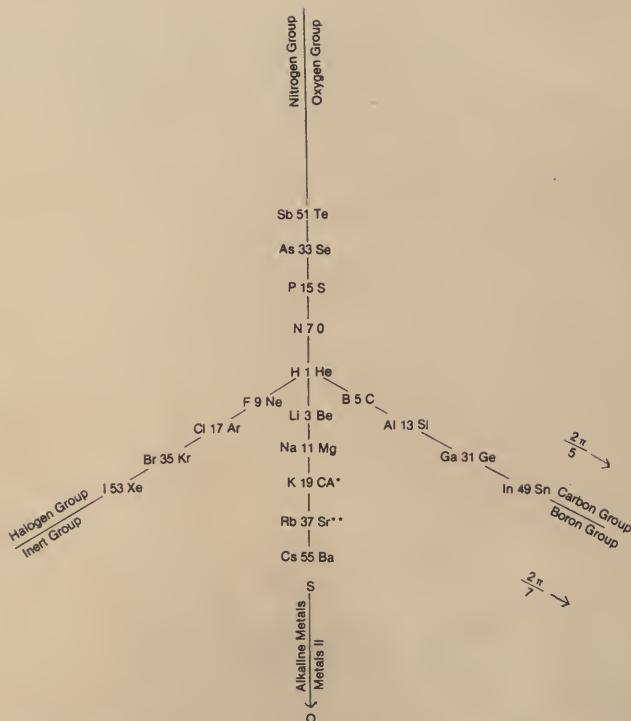 Nitrogen Group
Oxygen Group
Sb 51 Te
As 33 Se
P 15 S
N 7 0
H 1 He
F 9 Ne
B 5 C
Li 3 Be
Cl 17 Ar
Al 13 Si
Na 11 Mg
Br 35 Kr
Ga 31 Ge
2π
5
K 19 CA*
I 53 Xe
In 49 Sn
Halogen Group
Inert Group
Carbon Group
Boron Group
Rb 37 Sr**
Cs 55 Ba
S
2π
7
Alkaline Metals
Metals II
O